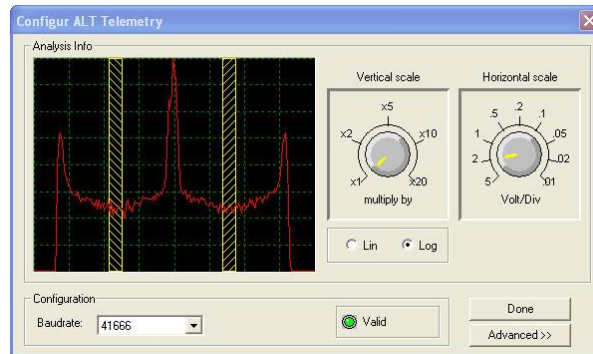 Configur ALT Telemetry
Analysis Info
Vertical scale
x1
x2
x5
x10
x20
multiply by
Horizontal scale
5
2
1
.5
.2
.1
.05
.02
.01
Volt/Div
Lin
Log
Configuration
Baudrate: 41666
Valid
Done
Advanced >>